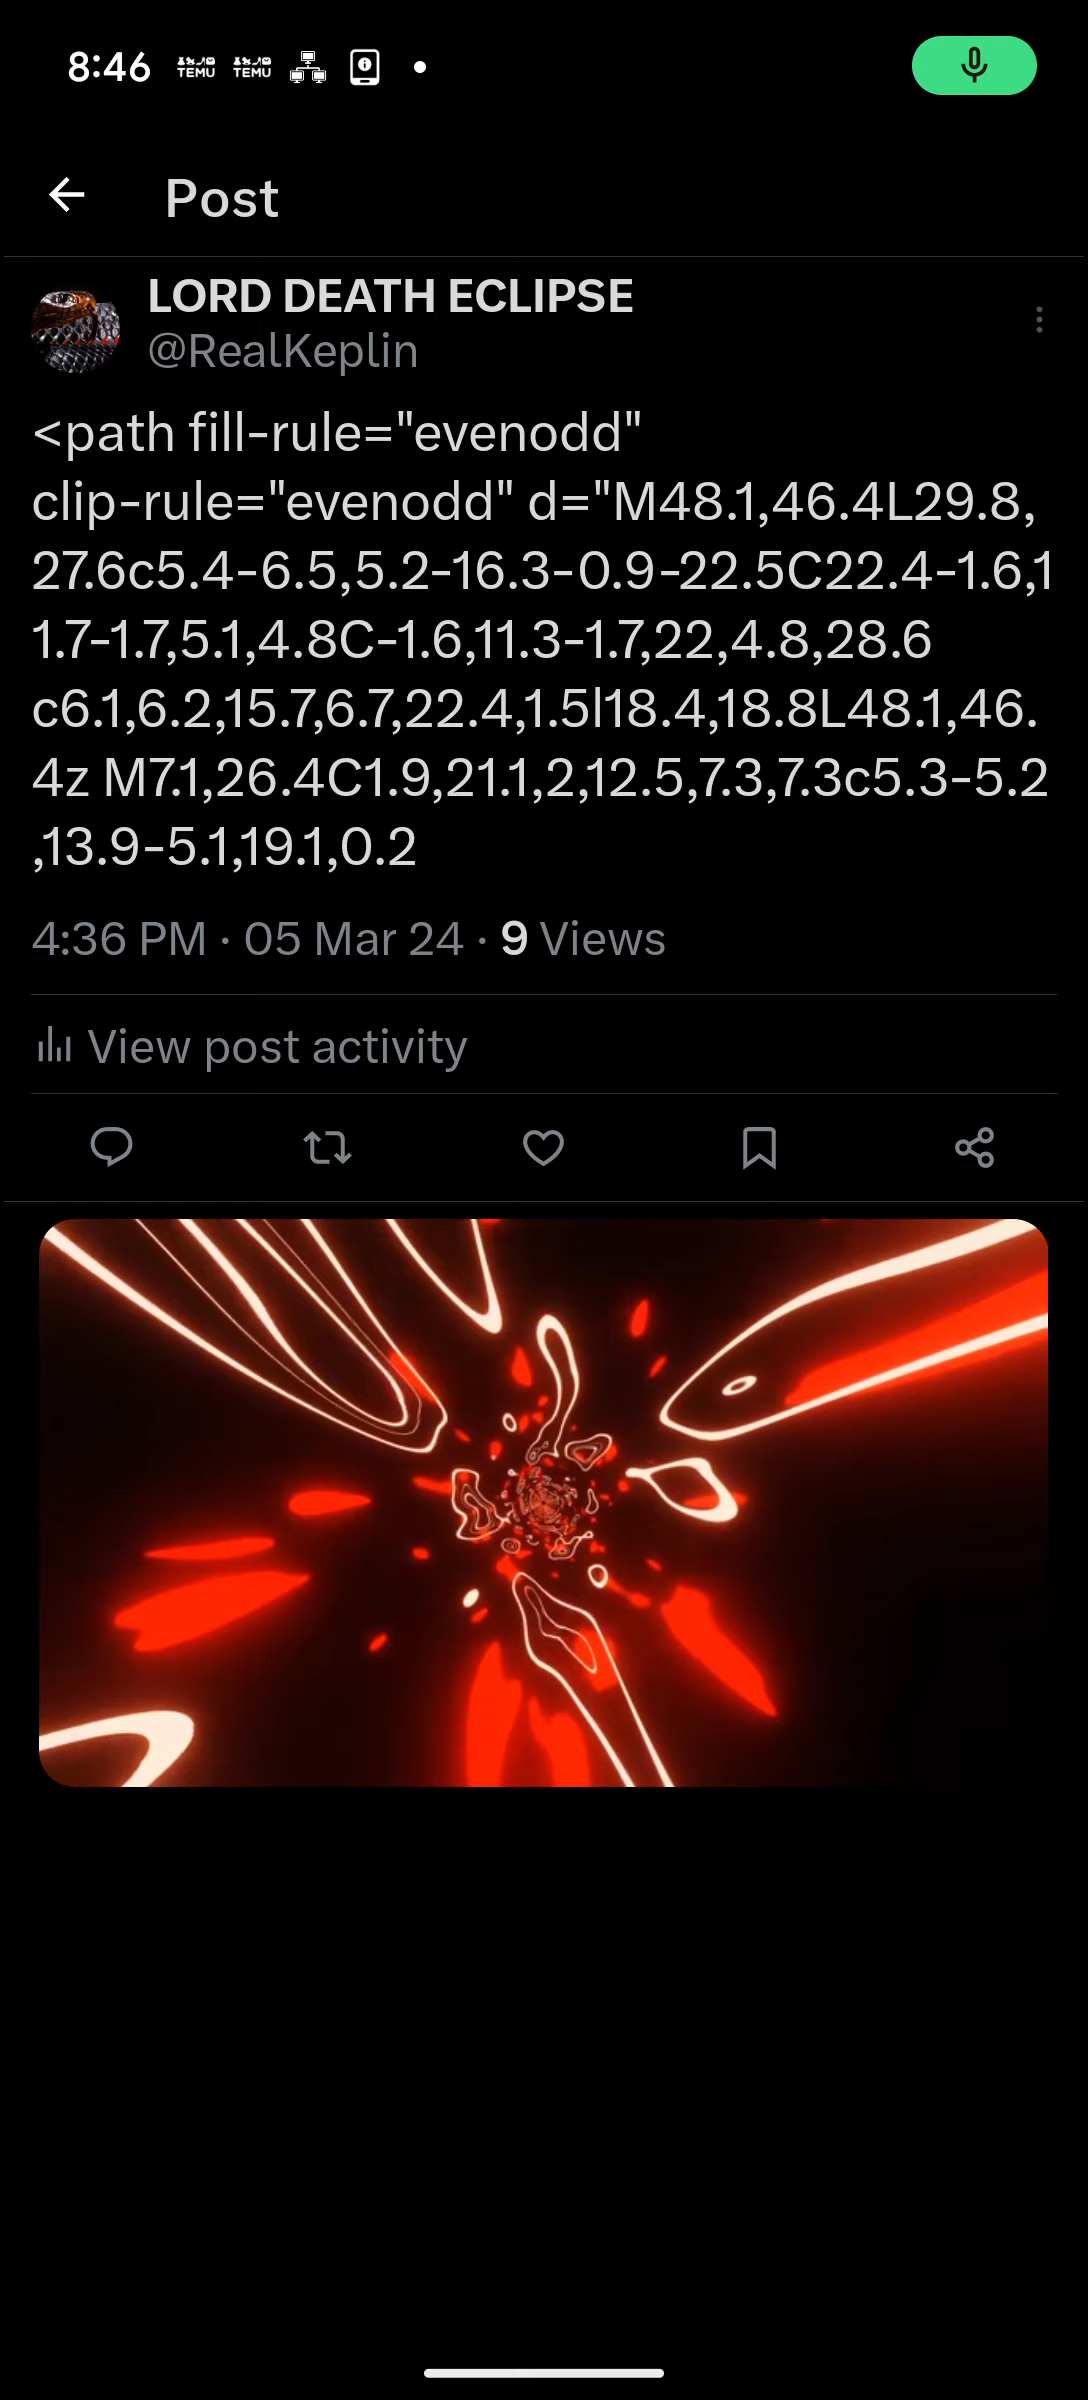 8:46 TEMU TEMU
Post
LORD DEATH ECLIPSE
@RealKeplin
<path fill-rule="evenodd"
clip-rule="evenodd" d="M48.1,46.4L29.8,
27.6c5.4-6.5,5.2-16.3-0.9-22.5C22.4-1.6,1
1.7-1.7,5.1,4.8C-1.6,11.3-1.7,22,4.8,28.6
c6.1,6.2,15.7,6.7,22.4,1.5l18.4,18.8L48.1,46.
4z M7.1,26.4C1.9,21.1,2,12.5,7.3,7.3c5.3-5.2
,13.9-5.1,19.1,0.2
4:36 PM · 05 Mar 24 · 9 Views
View post activity